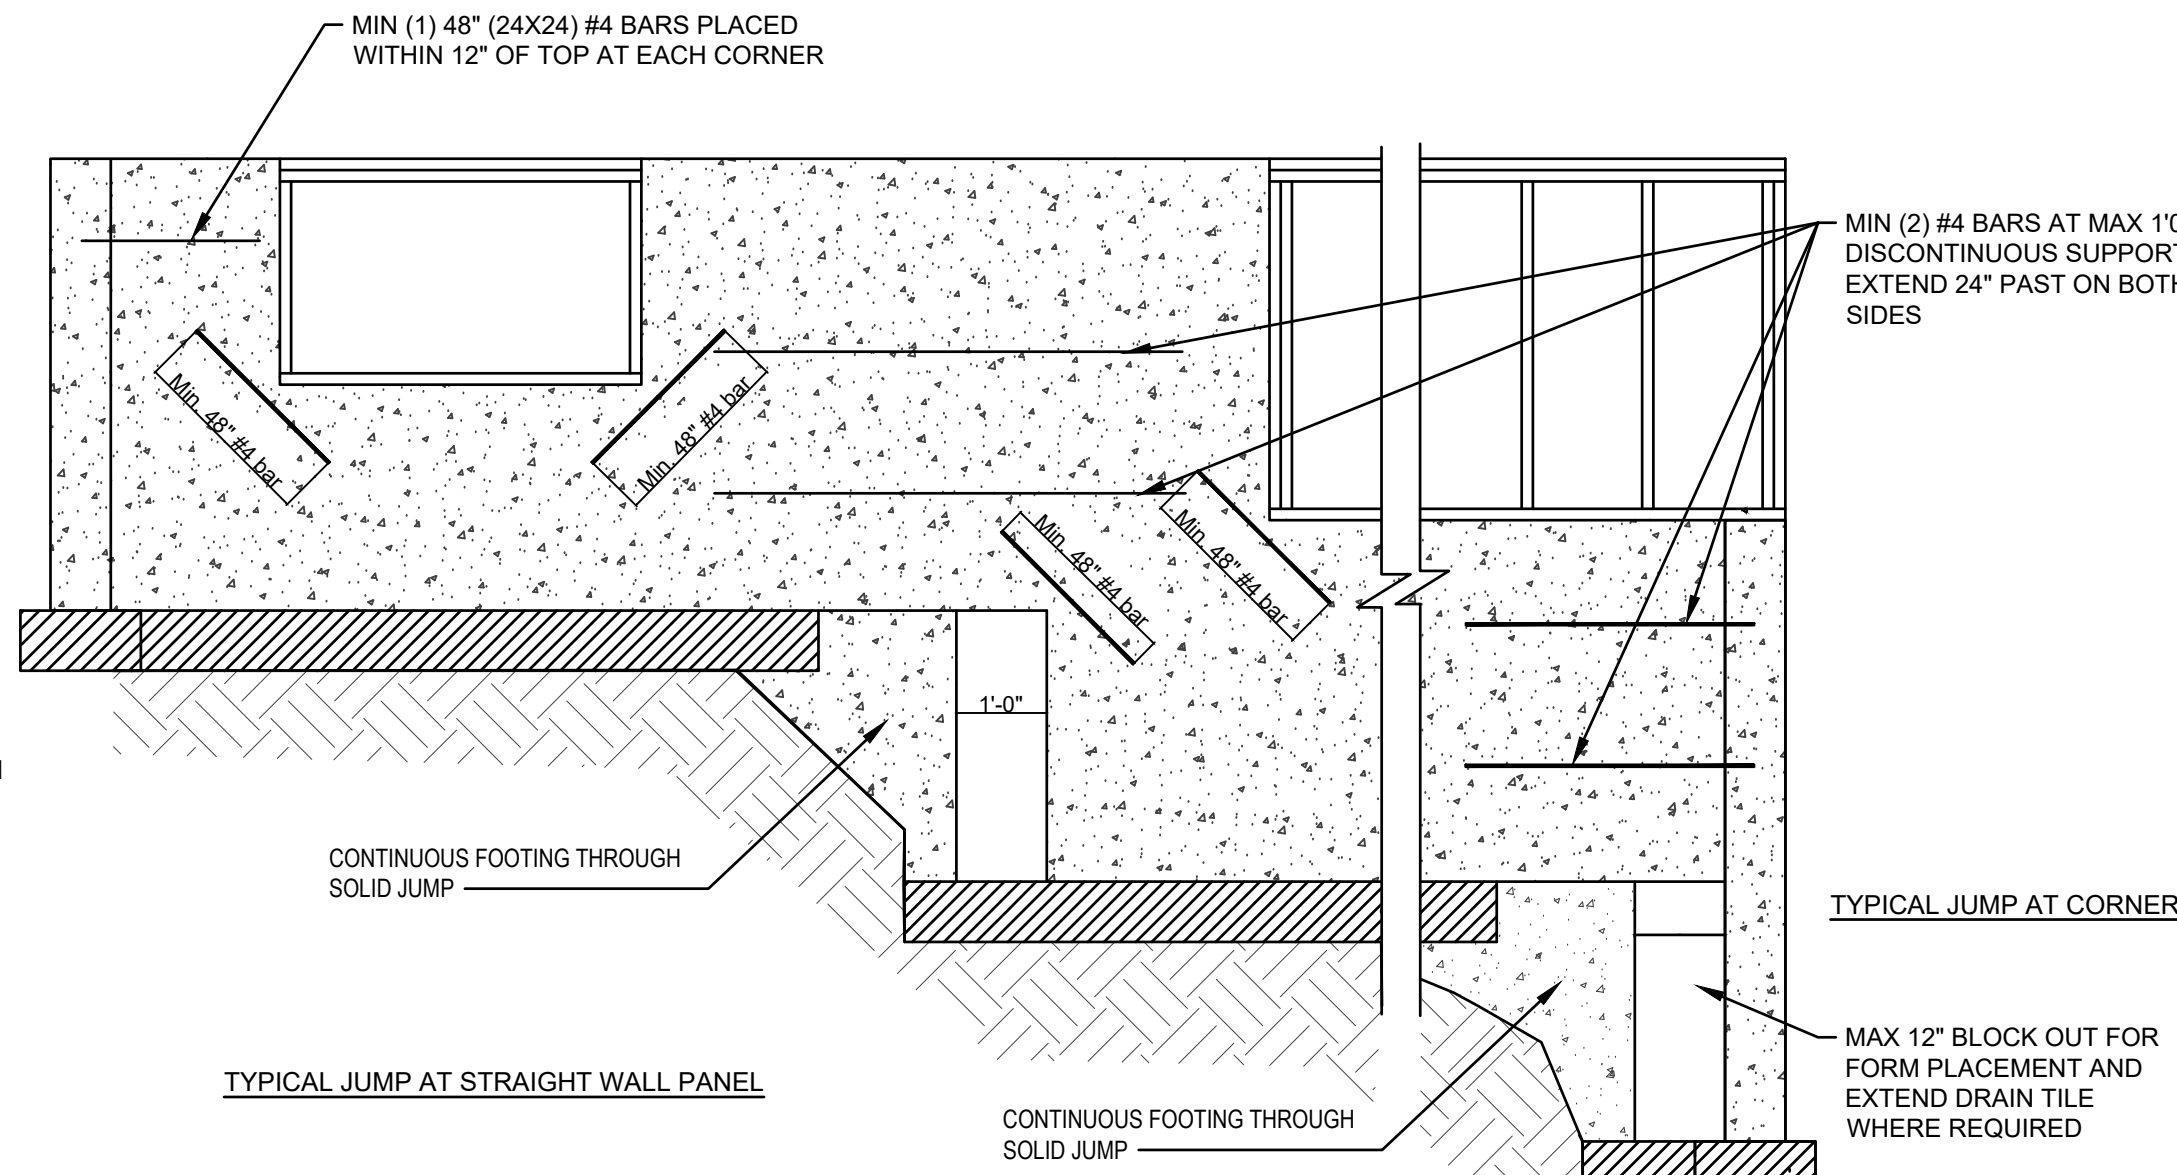 MIN (1) 48" (24X24) #4 BARS PLACED
WITHIN 12" OF TOP AT EACH CORNER
MIN (2) #4 BARS AT MAX 1'0
DISCONTINUOUS SUPPORT
EXTEND 24" PAST ON BOTH
SIDES
Min. 48" #4 bar
Min. 48" #4 bar
Min. 48" #4 bar
Min. 48" #4 bar
1'-0"
CONTINUOUS FOOTING THROUGH
SOLID JUMP
TYPICAL JUMP AT CORNER
MAX 12" BLOCK OUT FOR
FORM PLACEMENT AND
EXTEND DRAIN TILE
WHERE REQUIRED
TYPICAL JUMP AT STRAIGHT WALL PANEL
CONTINUOUS FOOTING THROUGH
SOLID JUMP